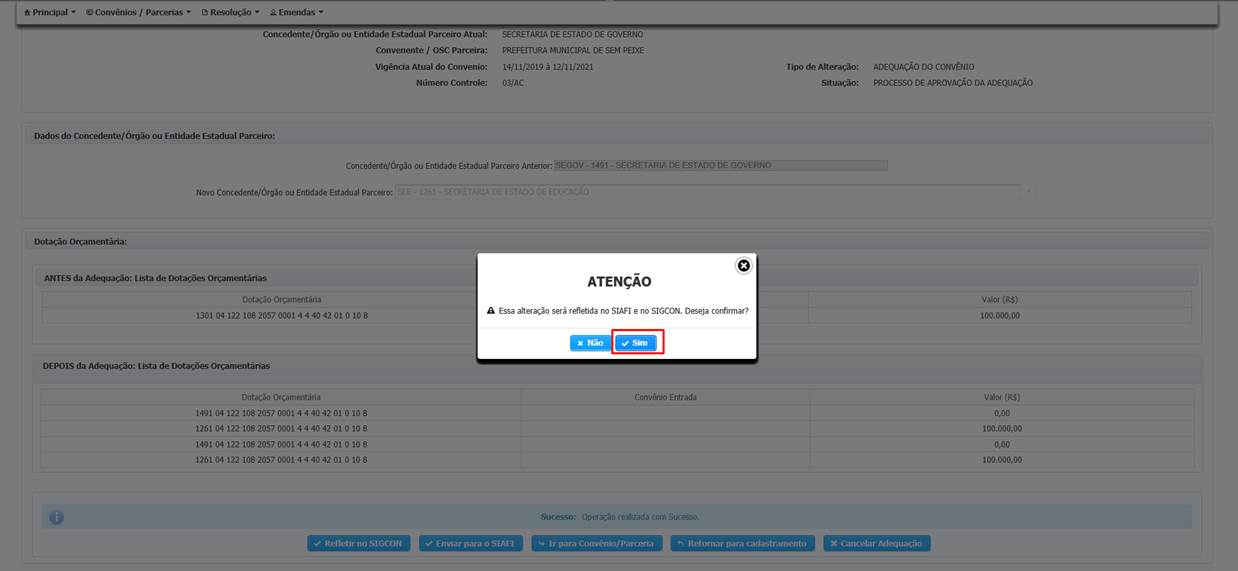 Principal Convênios / Parcerias Resolução Emendas
Concedente/Órgão ou Entidade Estadual Parceiro Atual: SECRETARIA DE ESTADO DE GOVERNO
Convenente / OSC Parceira: PREFEITURA MUNICIPAL DE SEM PEIXE
Vigência Atual do Convenio: 14/11/2019 à 12/11/2021 Tipo de Alteração: ADEQUAÇÃO DO CONVÊNIO
Número Controle: 03/AC Situação: PROCESSO DE APROVAÇÃO DA ADEQUAÇÃO
Dados do Concedente/Órgão ou Entidade Estadual Parceiro:
Concedente/Órgão ou Entidade Estadual Parceiro Anterior: SEGOV - 1491 - SECRETARIA DE ESTADO DE GOVERNO
Novo Concedente/Órgão ou Entidade Estadual Parceiro: SEE - 1261 - SECRETARIA DE ESTADO DE EDUCAÇÃO
Dotação Orçamentária:
ANTES da Adequação: Lista de Dotações Orçamentárias
Dotação Orçamentária Valor (R$)
1301 04 122 108 2057 0001 4 4 40 42 01 0 10 8 100.000,00
ATENÇÃO
Essa alteração será refletida no SIAFI e no SIGCON. Deseja confirmar?
Não Sim
DEPOIS da Adequação: Lista de Dotações Orçamentárias
Dotação Orçamentária Convênio Entrada Valor (R$)
1491 04 122 108 2057 0001 4 4 40 42 01 0 10 8 0,00
1261 04 122 108 2057 0001 4 4 40 42 01 0 10 8 100.000,00
1491 04 122 108 2057 0001 4 4 40 42 01 0 10 8 0,00
1261 04 122 108 2057 0001 4 4 40 42 01 0 10 8 100.000,00
Sucesso: Operação realizada com Sucesso.
Refletir no SIGCON Enviar para o SIAFI Ir para Convênio/Parceria Retornar para cadastramento Cancelar Adequação